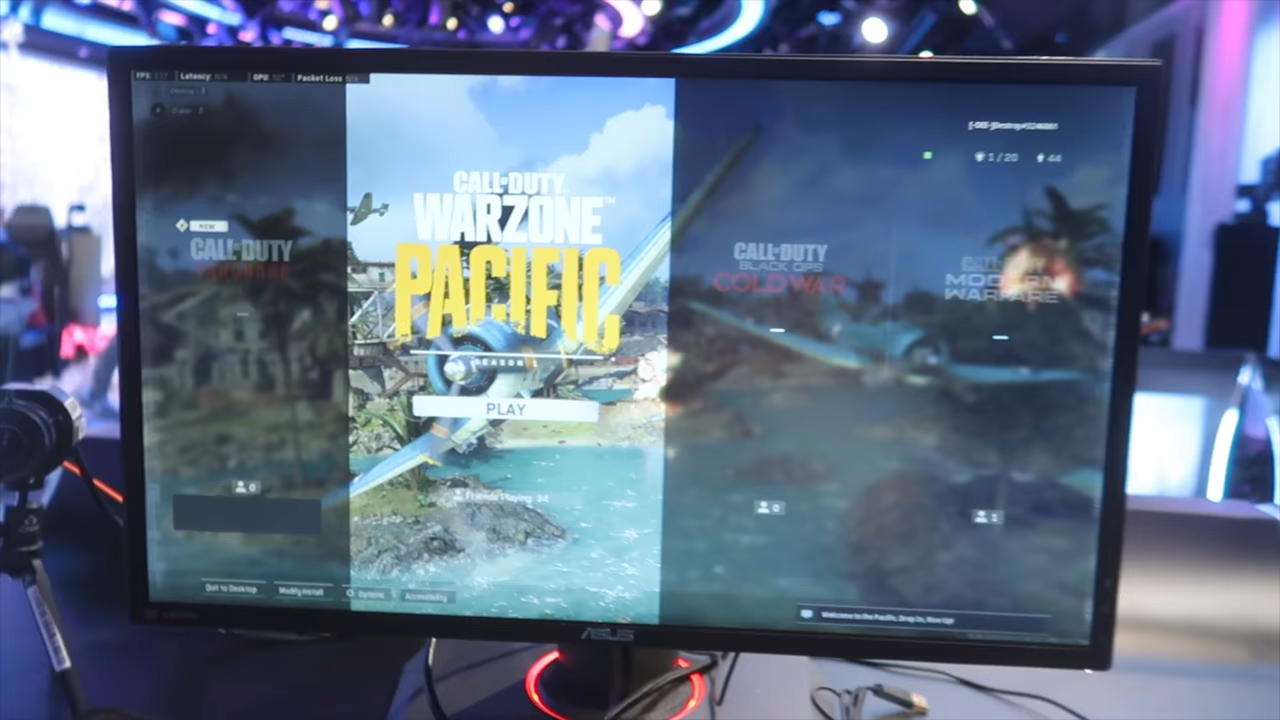 FPS: Latency: N/A GPU: Packet Loss N/A
1 / 20 44
NEW
CALL OF DUTY
CALL OF DUTY
WARZONE™
PACIFIC
SEASON
PLAY
Friends Playing: 34
CALL OF DUTY
BLACK OPS
COLD WAR
MODERN
WARFARE
0
0
1
Quit to Desktop
Modify Install
Options
Accessibility
Welcome to the Pacific, Drop In, Rise Up!
ASUS